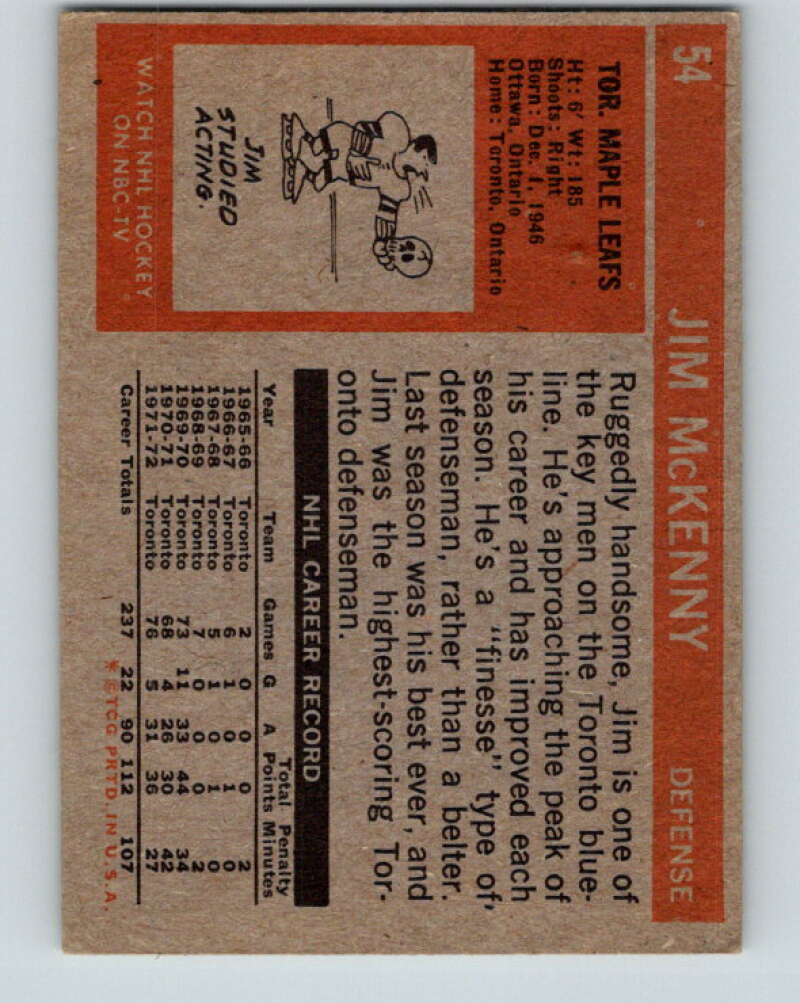 54 JIM McKENNY DEFENSE
TOR. MAPLE LEAFS
Ht: 6' Wt: 185
Shoots: Right
Born: Dec. 1, 1946
Ottawa, Ontario
Home: Toronto, Ontario
JIM
STUDIED
ACTING.
WATCH NHL HOCKEY
ON NBC-TV
Ruggedly handsome, Jim is one of
the key men on the Toronto blue-
line. He's approaching the peak of
his career and has improved each
season. He's a "finesse" type of
defenseman, rather than a belter.
Last season was his best ever, and
Jim was the highest-scoring Tor-
onto defenseman.
NHL CAREER RECORD
Total Penalty
Year Team Games G A Points Minutes
1965-66 Toronto 2 0 0 0 2
1966-67 Toronto 6 1 0 1 0
1967-68 Toronto 5 1 0 1 0
1968-69 Toronto 7 0 0 0 2
1969-70 Toronto 73 11 33 44 34
1970-71 Toronto 68 4 26 30 42
1971-72 Toronto 76 5 31 36 27
Career Totals 237 22 90 112 107
* © TCG PRTD. IN U.S.A.